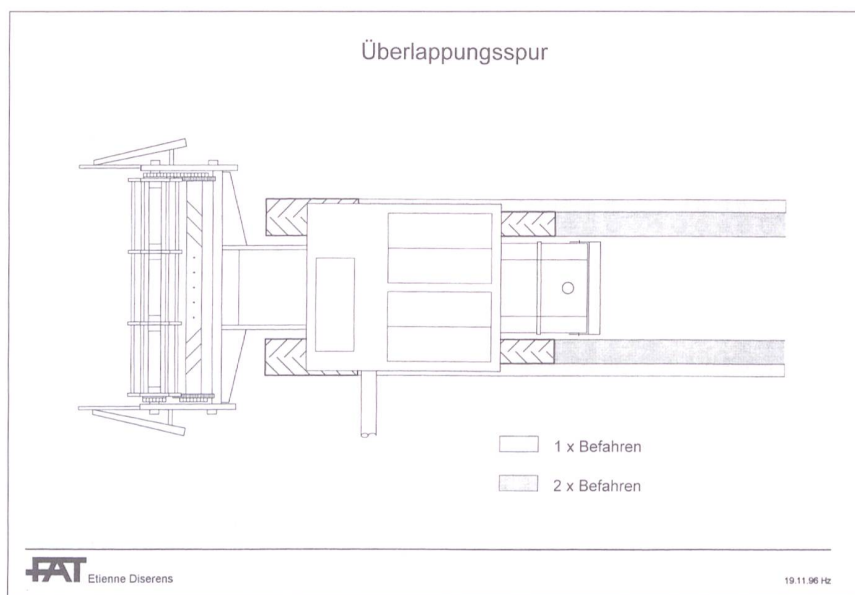 Überlappungsspur
1 x Befahren
2 x Befahren
FAT Etienne Diserens
19.11.96 Hz